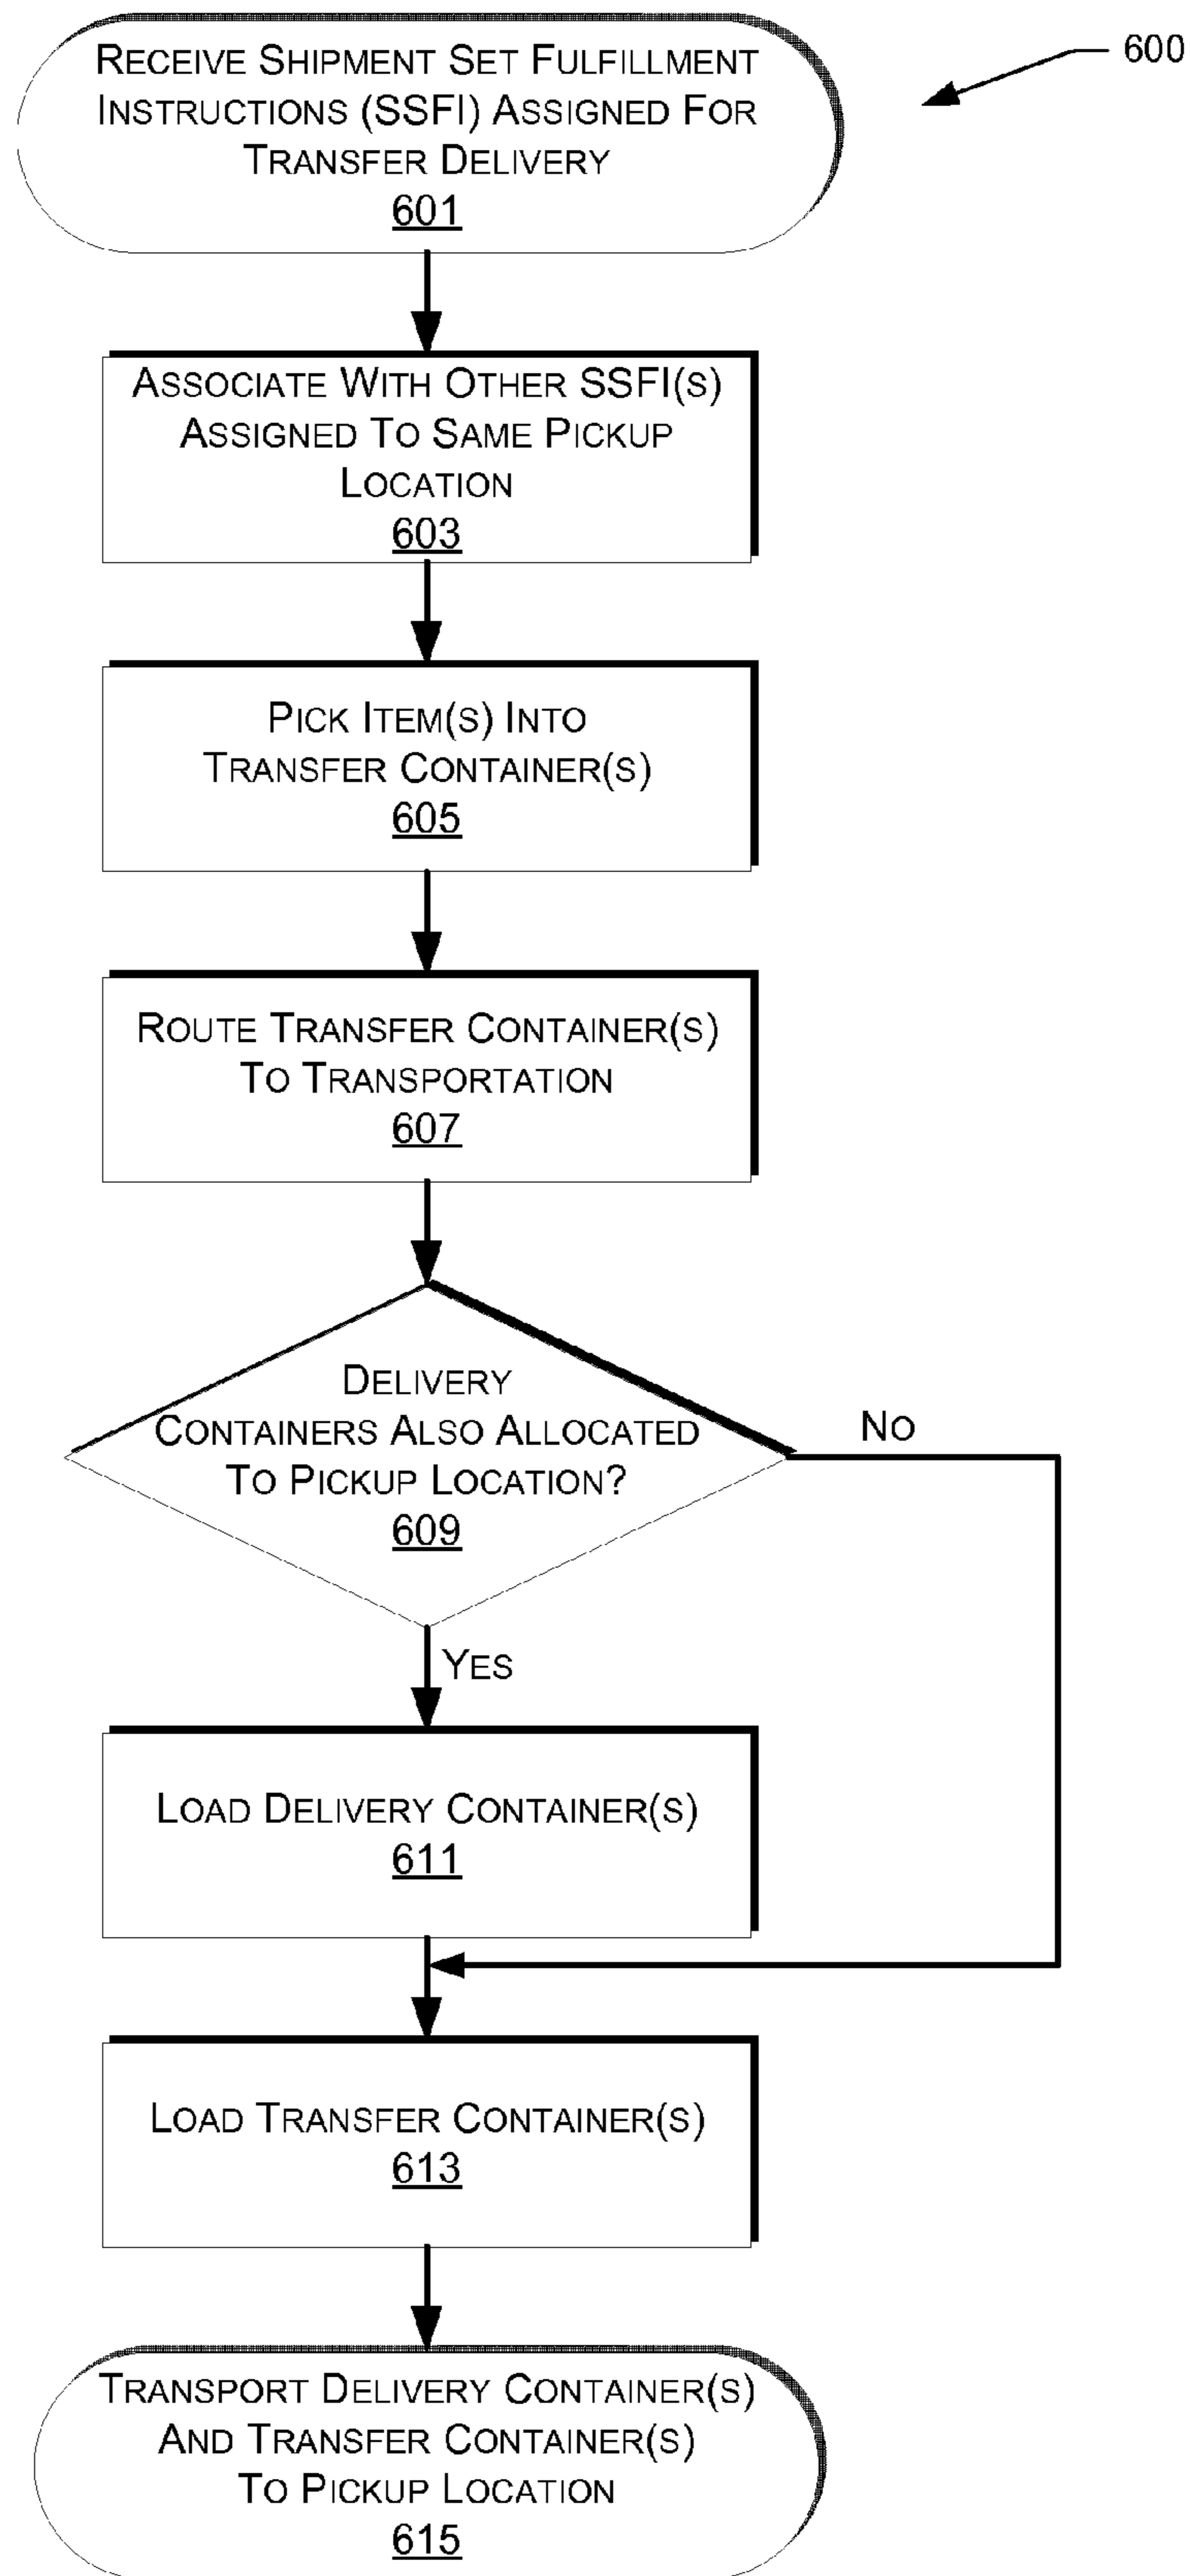 RECEIVE SHIPMENT SET FULFILLMENT
INSTRUCTIONS (SSFI) ASSIGNED FOR
TRANSFER DELIVERY
601
600
ASSOCIATE WITH OTHER SSFI(S)
ASSIGNED TO SAME PICKUP
LOCATION
603
PICK ITEM(S) INTO
TRANSFER CONTAINER(S)
605
ROUTE TRANSFER CONTAINER(S)
TO TRANSPORTATION
607
DELIVERY
CONTAINERS ALSO ALLOCATED
TO PICKUP LOCATION?
609
NO
YES
LOAD DELIVERY CONTAINER(S)
611
LOAD TRANSFER CONTAINER(S)
613
TRANSPORT DELIVERY CONTAINER(S)
AND TRANSFER CONTAINER(S)
TO PICKUP LOCATION
615